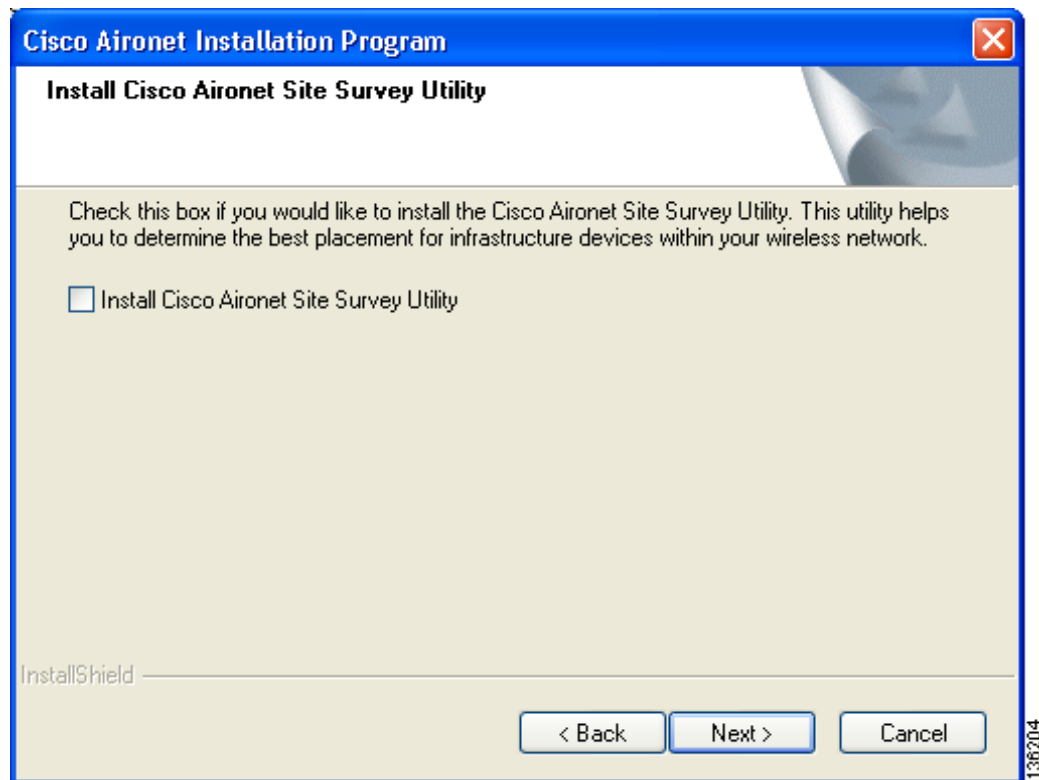 Cisco Aironet Installation Program
Install Cisco Aironet Site Survey Utility
Check this box if you would like to install the Cisco Aironet Site Survey Utility. This utility helps
you to determine the best placement for infrastructure devices within your wireless network.
Install Cisco Aironet Site Survey Utility
InstallShield
< Back
Next >
Cancel
136204